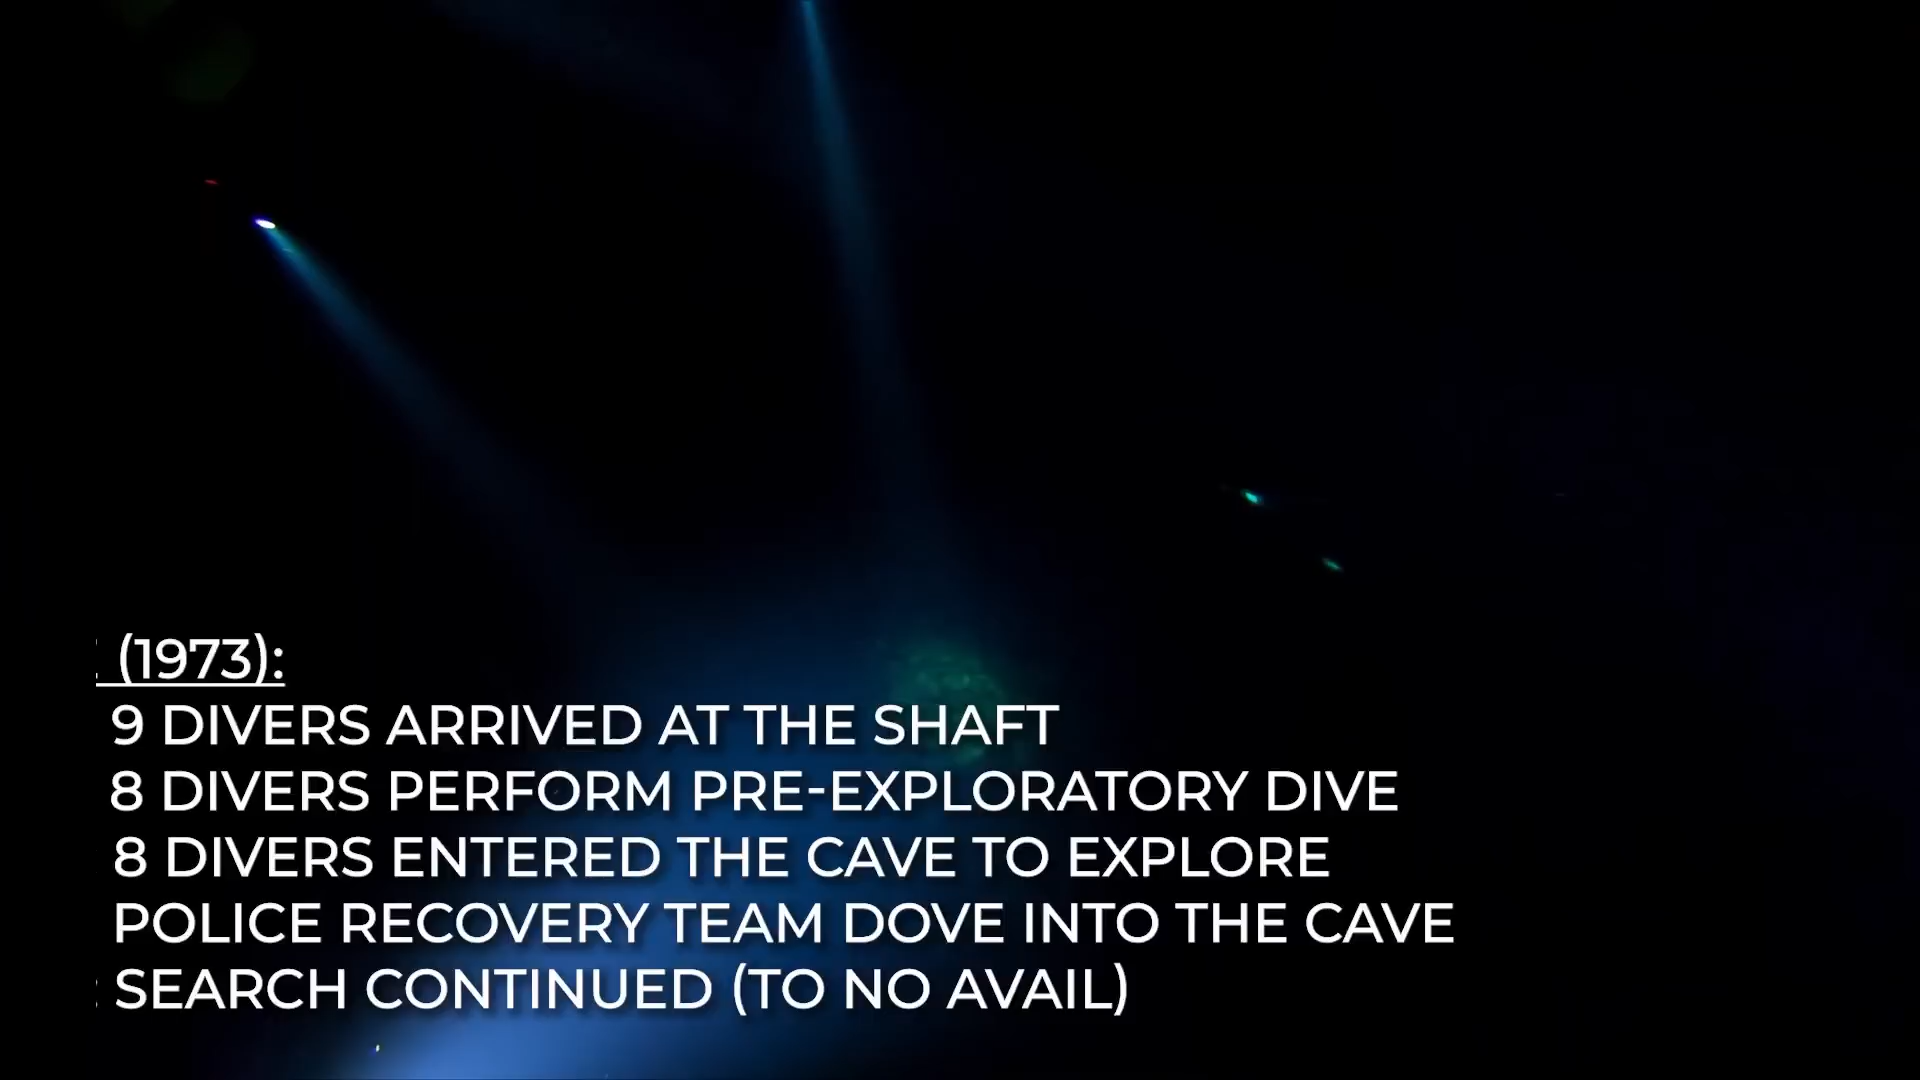 (1973):
9 DIVERS ARRIVED AT THE SHAFT
8 DIVERS PERFORM PRE-EXPLORATORY DIVE
8 DIVERS ENTERED THE CAVE TO EXPLORE
POLICE RECOVERY TEAM DOVE INTO THE CAVE
SEARCH CONTINUED (TO NO AVAIL)